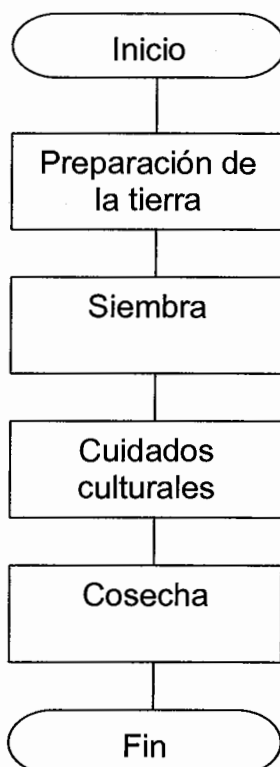 Inicio
Preparación de
la tierra
Siembra
Cuidados
culturales
Cosecha
Fin